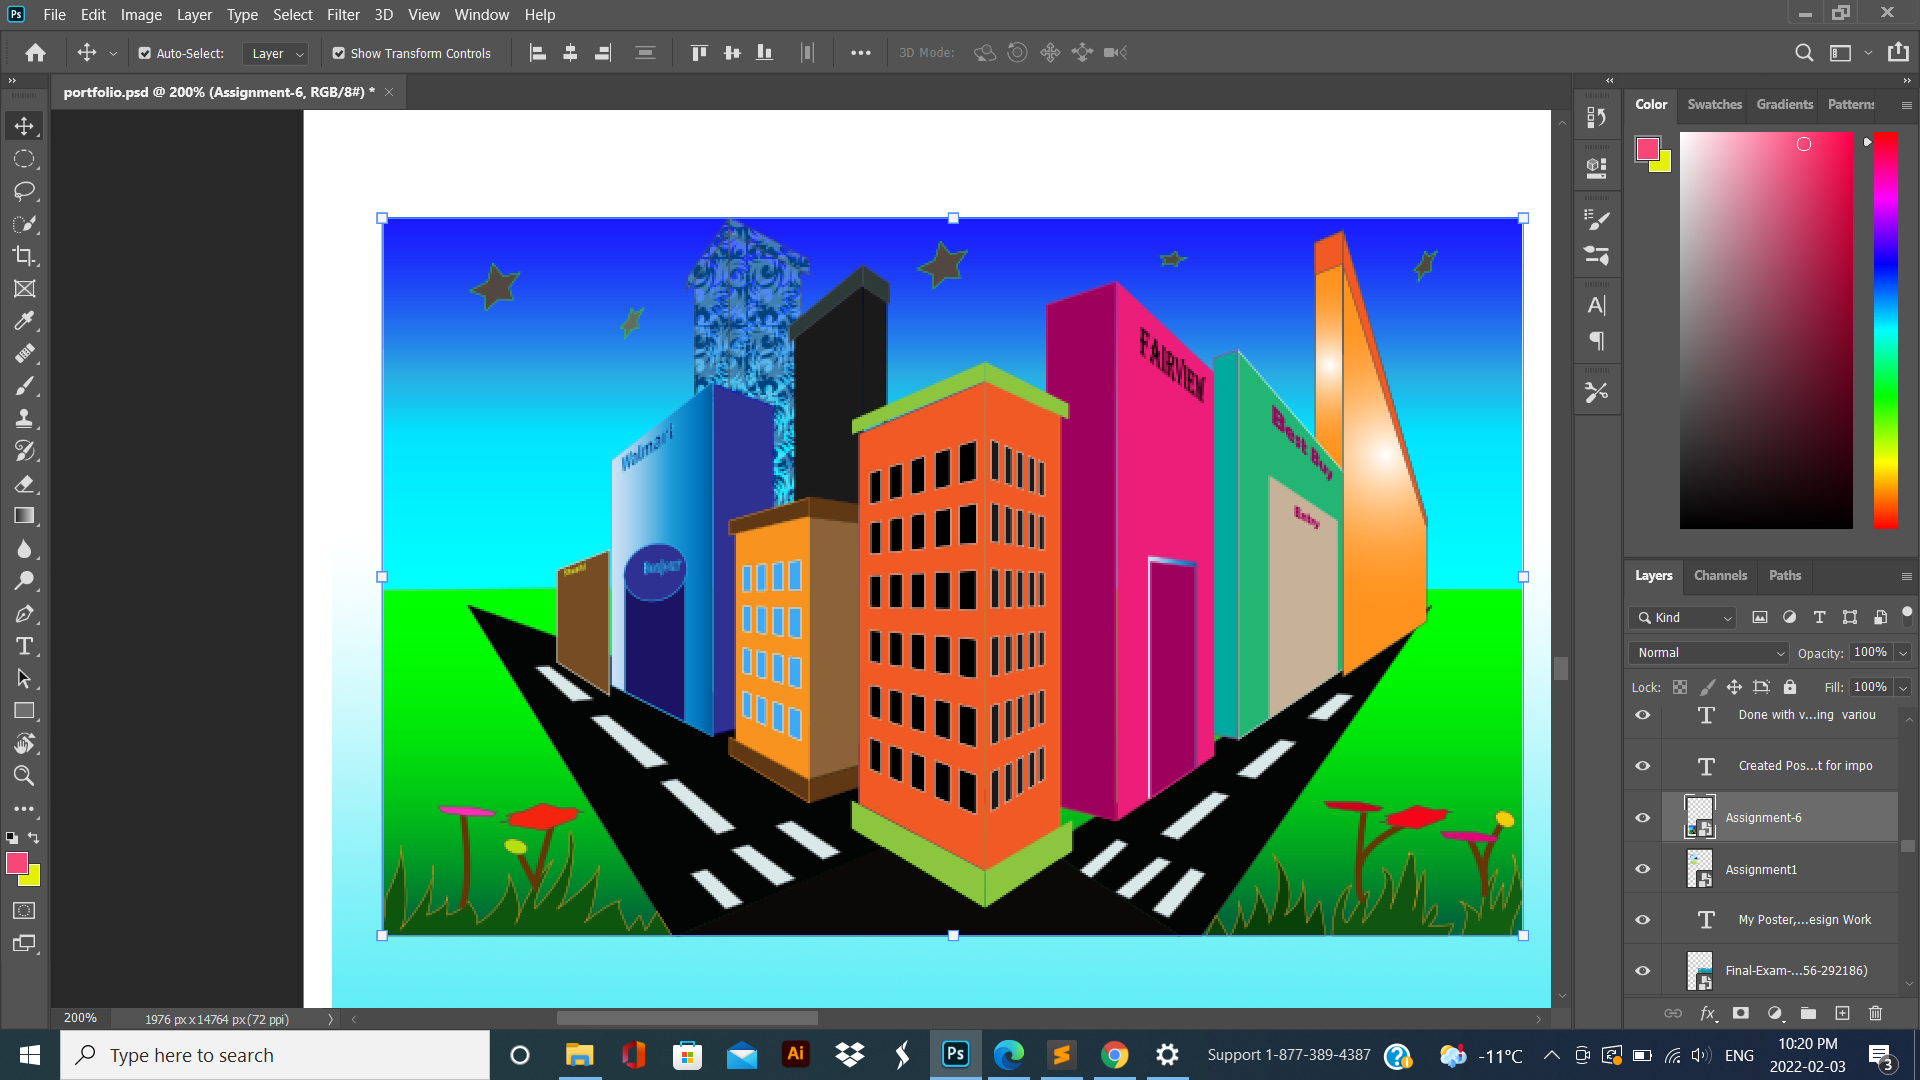 Ps File Edit Image Layer Type Select Filter 3D View Window Help
Auto-Select: Layer Show Transform Controls 3D Mode:
portfolio.psd @ 200% (Assignment-6, RGB/8#) *
Color Swatches Gradients Patterns
FAIRVIEW
Walmart
Best Buy
Entry
Layers Channels Paths
Kind
Normal Opacity: 100%
Lock: Fill: 100%
Done with v...ing variou
Created Pos...t for impo
Assignment-6
Assignment1
My Poster,...esign Work
Final-Exam-...56-292186)
200% 1976 px x 14764 px (72 ppi)
Type here to search
Ai
Ps
Support 1-877-389-4387
-11°C
ENG
10:20 PM
2022-02-03
3